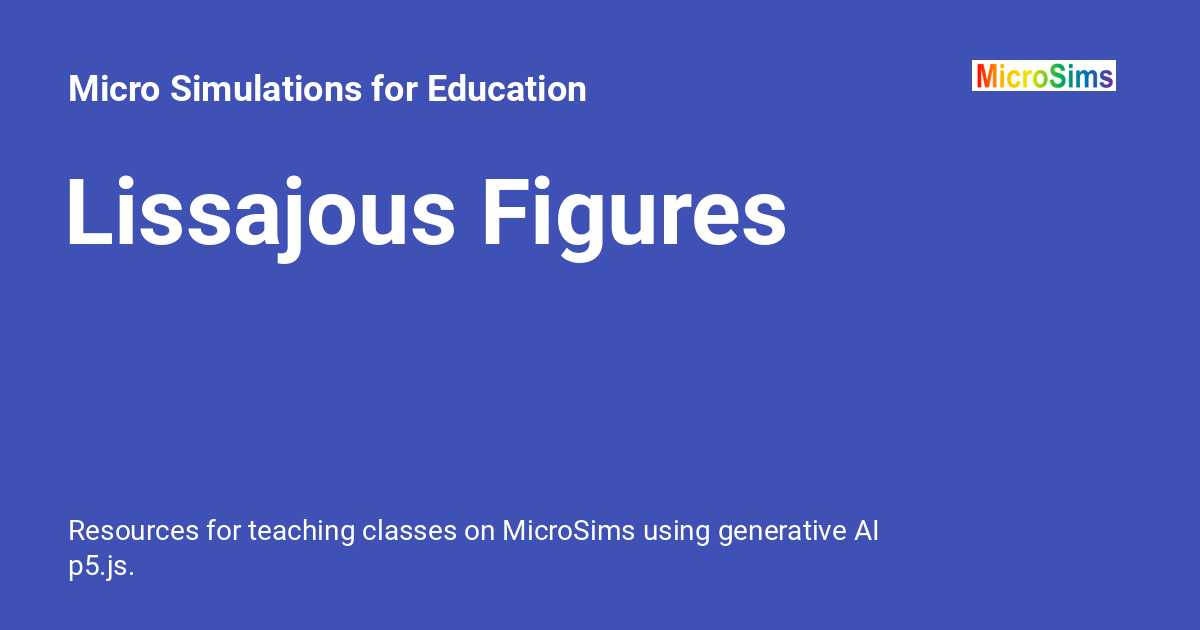 Micro Simulations for Education
MicroSims
Lissajous Figures
Resources for teaching classes on MicroSims using generative AI
p5.js.